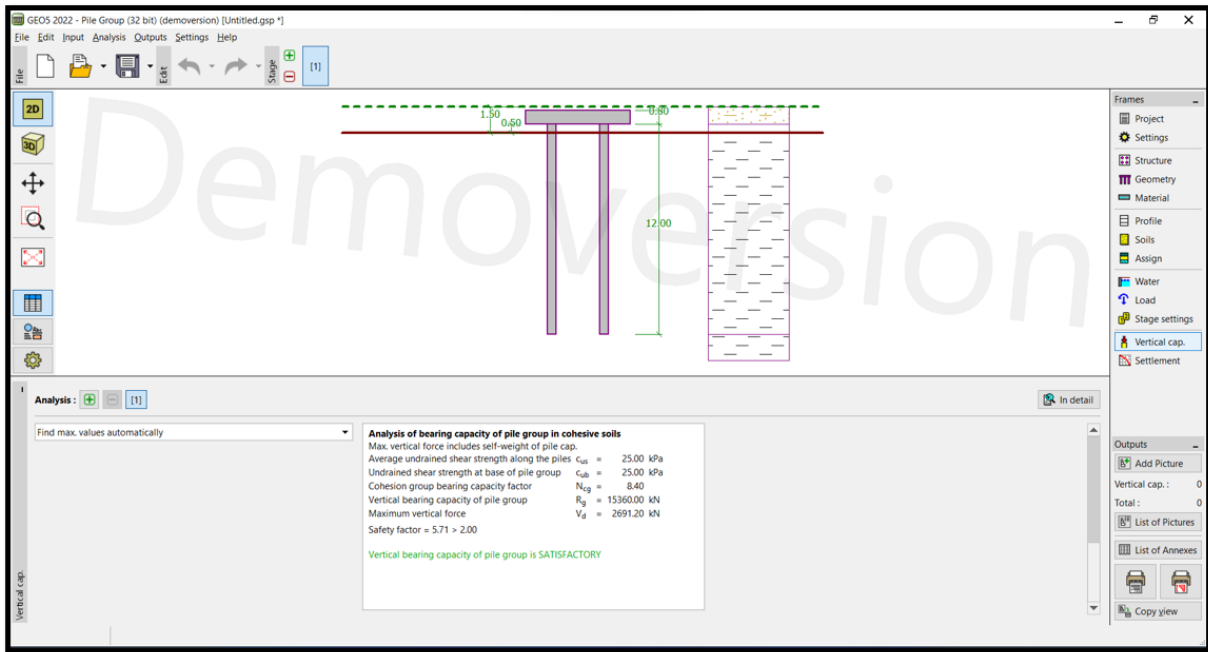 GEO5 2022 - Pile Group (32 bit) (demoversion) [Untitled.gsp *]
File Edit Input Analysis Outputs Settings Help
File
Edit
Stage
[1]
2D
3D
Demoversion
1.50
0.50
0.80
12.00
Frames
Project
Settings
Structure
Geometry
Material
Profile
Soils
Assign
Water
Load
Stage settings
Vertical cap.
Settlement
Analysis : [1]
In detail
Find max. values automatically
Analysis of bearing capacity of pile group in cohesive soils
Max. vertical force includes self-weight of pile cap.
Average undrained shear strength along the piles cus = 25.00 kPa
Undrained shear strength at base of pile group cub = 25.00 kPa
Cohesion group bearing capacity factor Ncg = 8.40
Vertical bearing capacity of pile group Rg = 15360.00 kN
Maximum vertical force Vd = 2691.20 kN
Safety factor = 5.71 > 2.00
Vertical bearing capacity of pile group is SATISFACTORY
Vertical cap.
Outputs
Add Picture
Vertical cap. : 0
Total : 0
List of Pictures
List of Annexes
Copy view